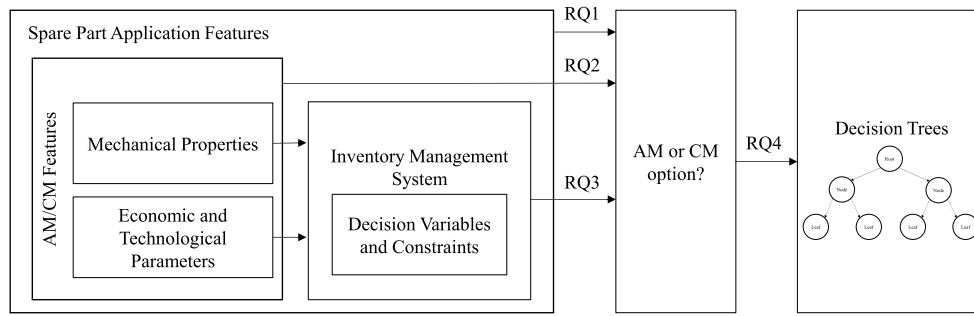 Spare Part Application Features
AM/CM Features
Mechanical Properties
Economic and
Technological
Parameters
Inventory Management
System
Decision Variables
and Constraints
RQ1
RQ2
RQ3
AM or CM
option?
RQ4
Decision Trees
Root
Node
Node
Leaf
Leaf
Leaf
Leaf